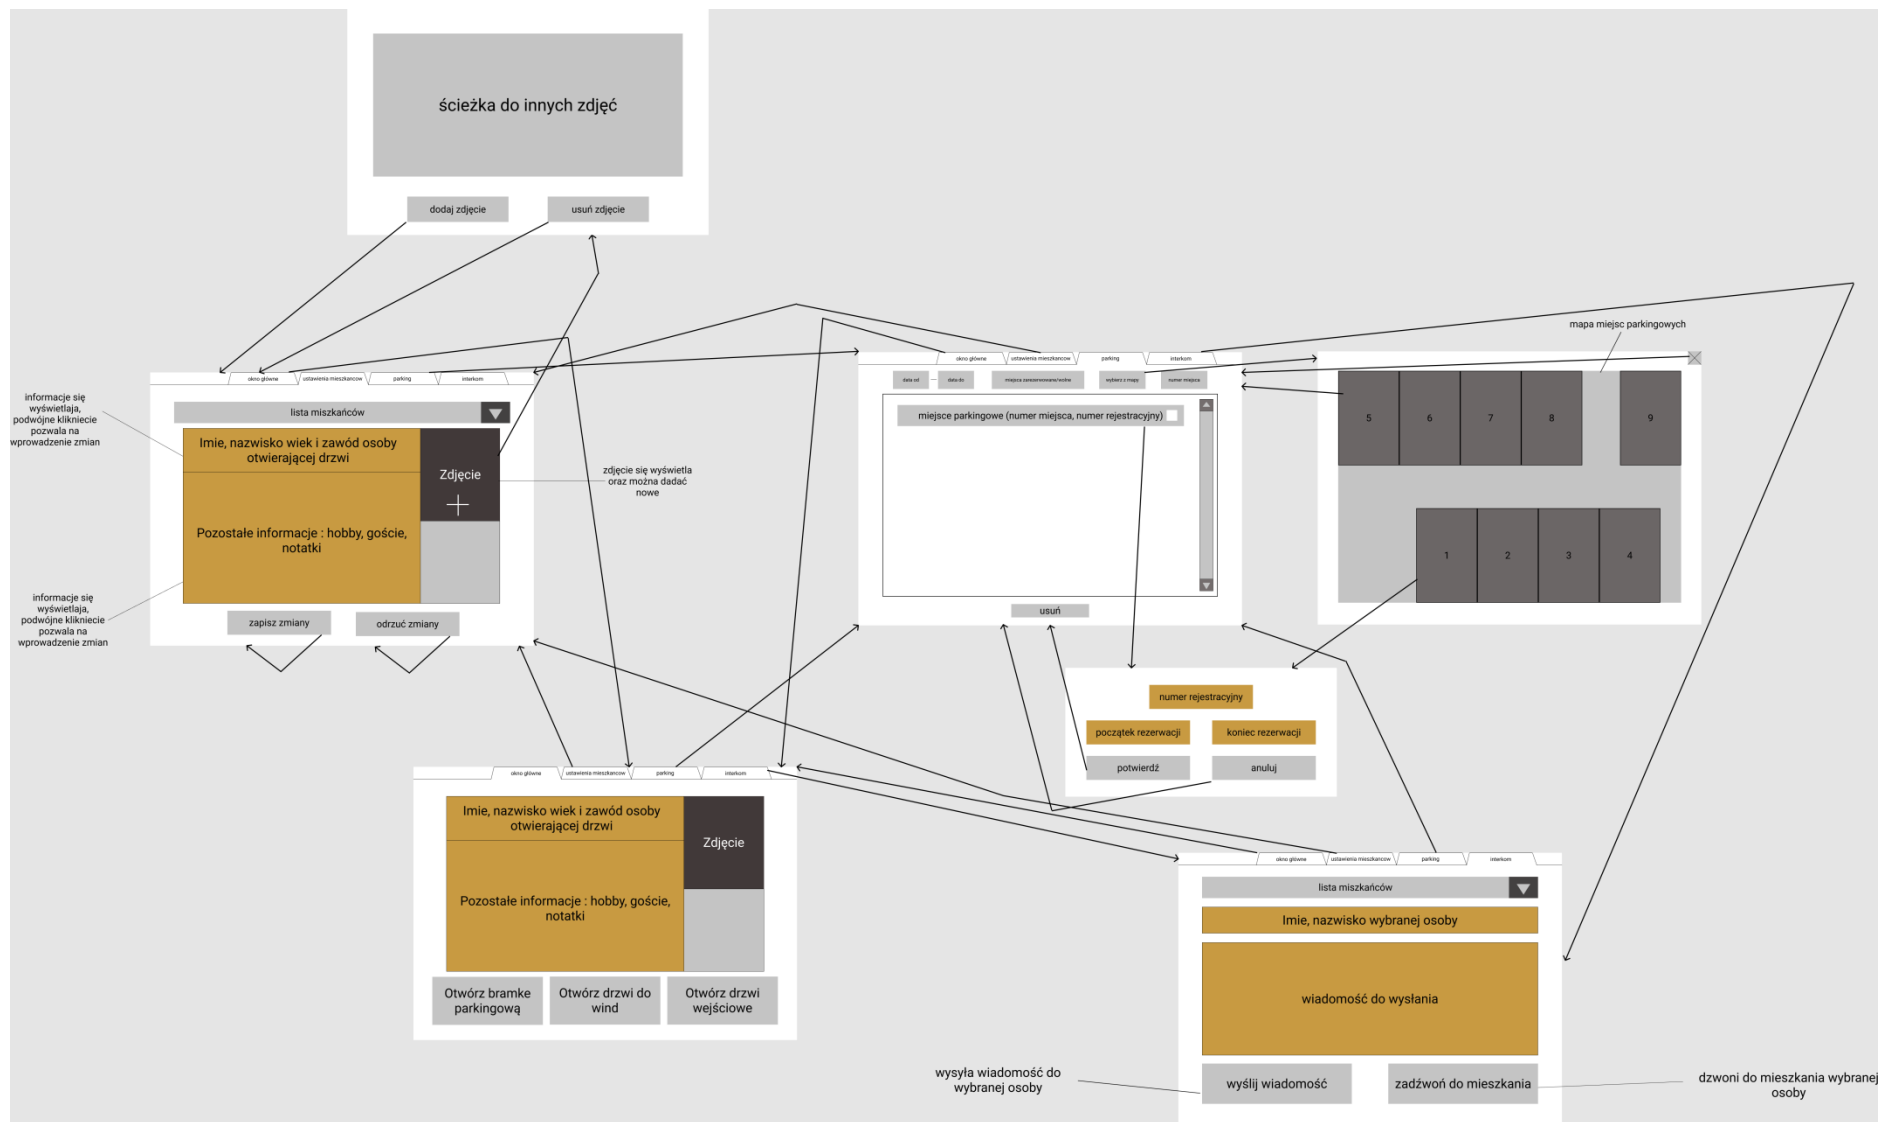 ścieżka do innych zdjęć
dodaj zdjęcie
usuń zdjęcie
informacje się
wyświetlaja,
podwójne klikniecie
pozwala na
wprowadzenie zmian
okno główne
ustawienia mieszkancow
parking
interkom
lista miszkańców
Imie, nazwisko wiek i zawód osoby
otwierającej drzwi
Zdjęcie
Pozostałe informacje : hobby, goście,
notatki
zdjęcie się wyświetla
oraz można dadać
nowe
informacje się
wyświetlaja,
podwójne klikniecie
pozwala na
wprowadzenie zmian
zapisz zmiany
odrzuć zmiany
okno główne
ustawienia mieszkancow
parking
interkom
data od
data do
miejsca zarezerwowane/wolne
wybierz z mapy
numer miejsca
miejsce parkingowe (numer miejsca, numer rejestracyjny)
usuń
mapa miejsc parkingowych
5
6
7
8
9
1
2
3
4
numer rejestracyjny
początek rezerwacji
koniec rezerwacji
potwierdź
anuluj
okno główne
ustawienia mieszkancow
parking
interkom
Imie, nazwisko wiek i zawód osoby
otwierającej drzwi
Zdjęcie
Pozostałe informacje : hobby, goście,
notatki
Otwórz bramke
parkingową
Otwórz drzwi do
wind
Otwórz drzwi
wejściowe
okno główne
ustawienia mieszkancow
parking
interkom
lista miszkańców
Imie, nazwisko wybranej osoby
wiadomość do wysłania
wyślij wiadomość
zadźwoń do mieszkania
wysyła wiadomość do
wybranej osoby
dzwoni do mieszkania wybranej
osoby